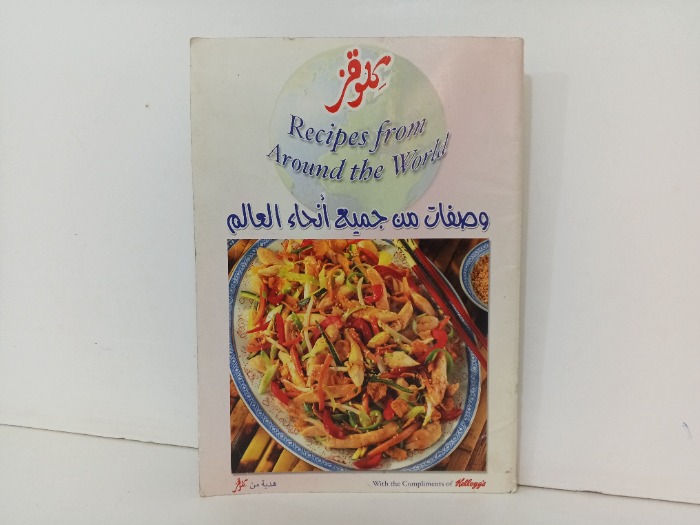 كلوقز
Recipes from
Around the World
وصفات من جميع أنحاء العالم
هدية من كلوقز
With the Compliments of Kellogg's